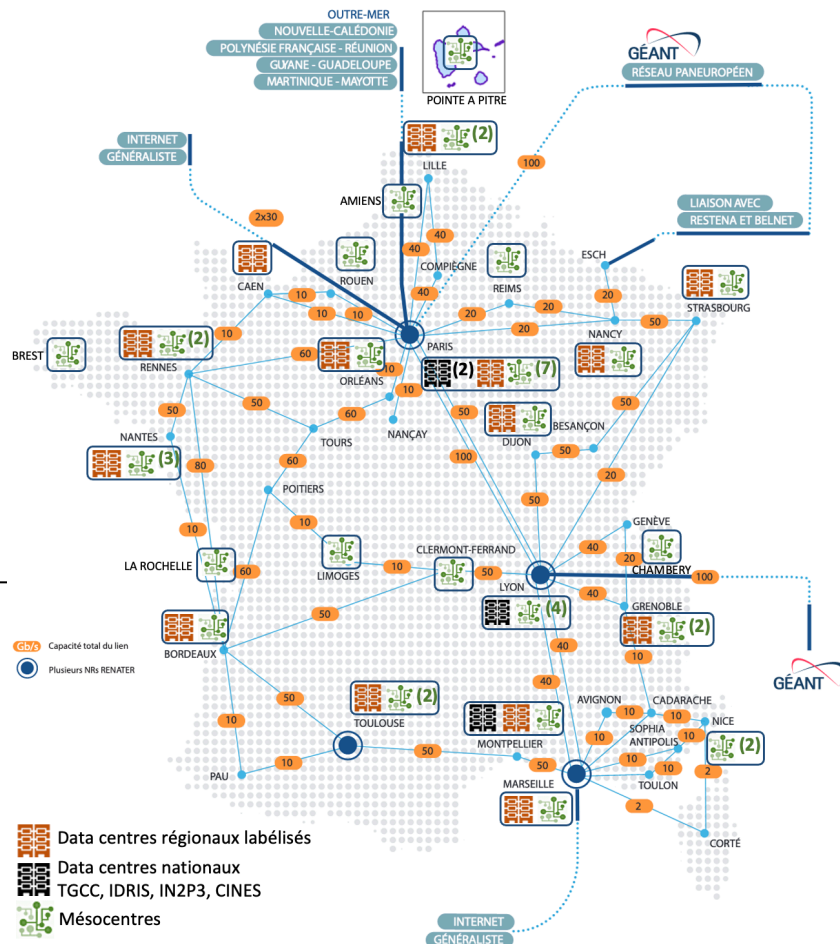 OUTRE-MER
NOUVELLE-CALÉDONIE
POLYNÉSIE FRANÇAISE - RÉUNION
GUYANE - GUADELOUPE
MARTINIQUE - MAYOTTE
POINTE A PITRE
GÉANT
RÉSEAU PANEUROPÉEN
INTERNET
GÉNÉRALISTE
(2)
LILLE
100
LIAISON AVEC
RESTENA ET BELNET
AMIENS
2x30
40
40
ROUEN
COMPIÈGNE
REIMS
ESCH
CAEN
10
40
20
STRASBOURG
10
10
20
20
20
50
10
PARIS
NANCY
BREST
(2)
RENNES
60
ORLÉANS
10
(2)
(7)
10
50
50
60
NANÇAY
50
50
DIJON
BESANÇON
NANTES
TOURS
(3)
80
60
100
50
20
POITIERS
50
10
10
GENÈVE
LA ROCHELLE
60
LIMOGES
10
CLERMONT-FERRAND
50
LYON
40
20
CHAMBERY
100
50
(4)
40
GRENOBLE
(2)
BORDEAUX
40
10
Gb/s
Capacité total du lien
Plusieurs NRs RENATER
GÉANT
50
(2)
TOULOUSE
40
AVIGNON
CADARACHE
10
10
10
NICE
10
MONTPELLIER
SOPHIA
ANTIPOLIS
10
(2)
10
50
50
10
10
2
PAU
MARSEILLE
TOULON
2
CORTÉ
Data centres régionaux labélisés
Data centres nationaux
TGCC, IDRIS, IN2P3, CINES
Mésocentres
INTERNET
GÉNÉRALISTE